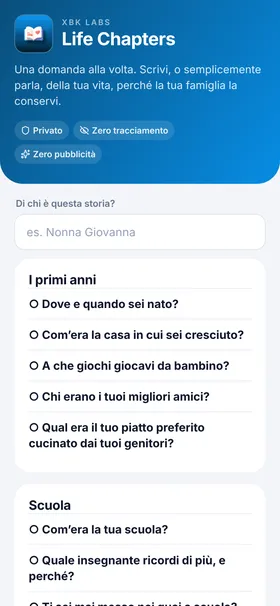 XBK LABS
Life Chapters
Una domanda alla volta. Scrivi, o semplicemente
parla, della tua vita, perché la tua famiglia la
conservi.
Privato
Zero tracciamento
Zero pubblicità
Di chi è questa storia?
es. Nonna Giovanna
I primi anni
Dove e quando sei nato?
Com’era la casa in cui sei cresciuto?
A che giochi giocavi da bambino?
Chi erano i tuoi migliori amici?
Qual era il tuo piatto preferito
cucinato dai tuoi genitori?
Scuola
Com’era la tua scuola?
Quale insegnante ricordi di più, e
perché?